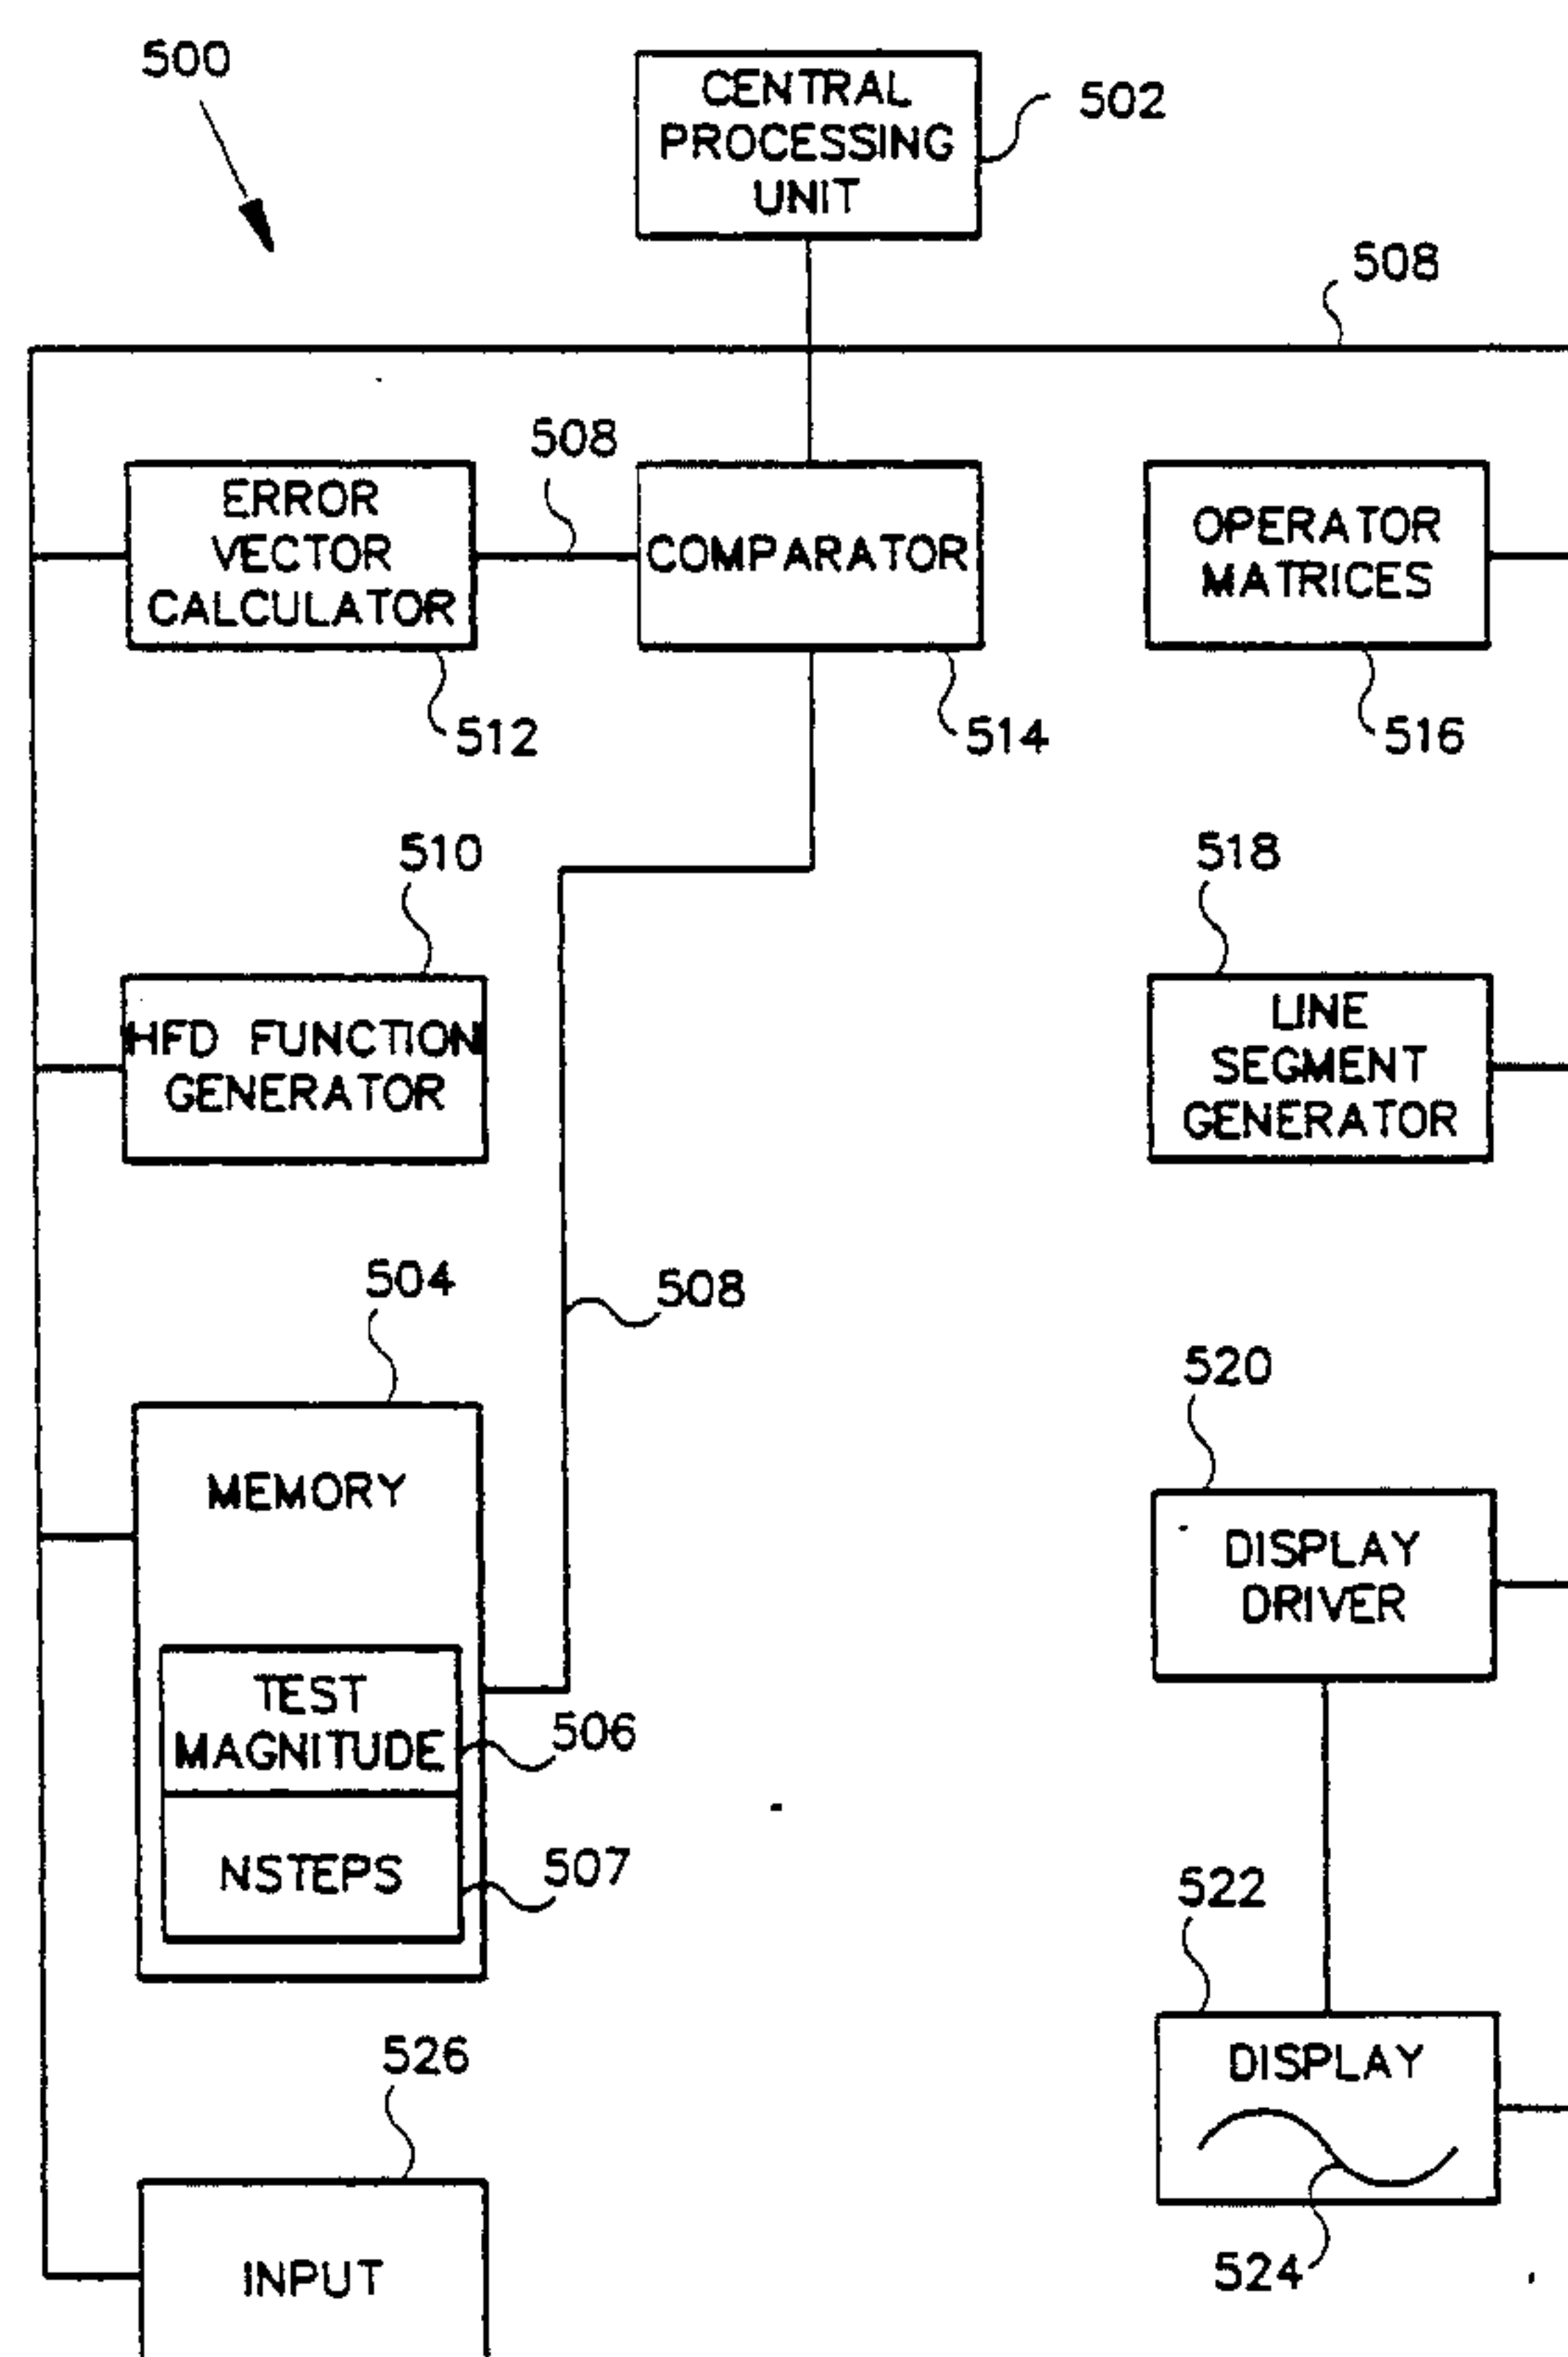 500
CENTRAL
PROCESSING
UNIT
502
508
ERROR
VECTOR
CALCULATOR
512
508
COMPARATOR
514
OPERATOR
MATRICES
516
510
HFD FUNCTION
GENERATOR
518
LINE
SEGMENT
GENERATOR
504
MEMORY
508
TEST
MAGNITUDE
506
NSTEPS
507
520
DISPLAY
DRIVER
522
DISPLAY
524
526
INPUT